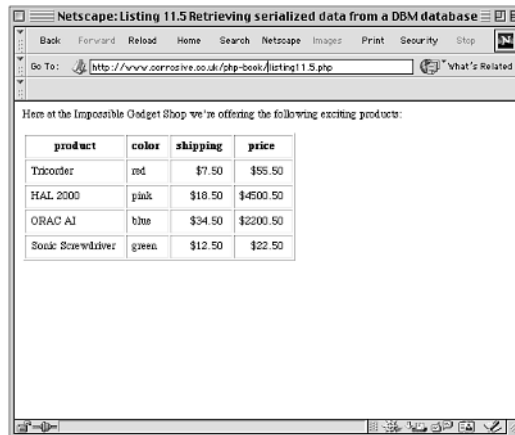 Netscape: Listing 11.5 Retrieving serialized data from a DBM database
Back Forward Reload Home Search Netscape Images Print Security Stop
Go To: http://www.corrosive.co.uk/php-book/listing11.5.php What's Related
Here at the Impossible Gadget Shop we're offering the following exciting products:
product color shipping price
Tricorder red $7.50 $55.50
HAL 2000 pink $18.50 $4500.50
ORAC AI blue $34.50 $2200.50
Sonic Screwdriver green $12.50 $22.50